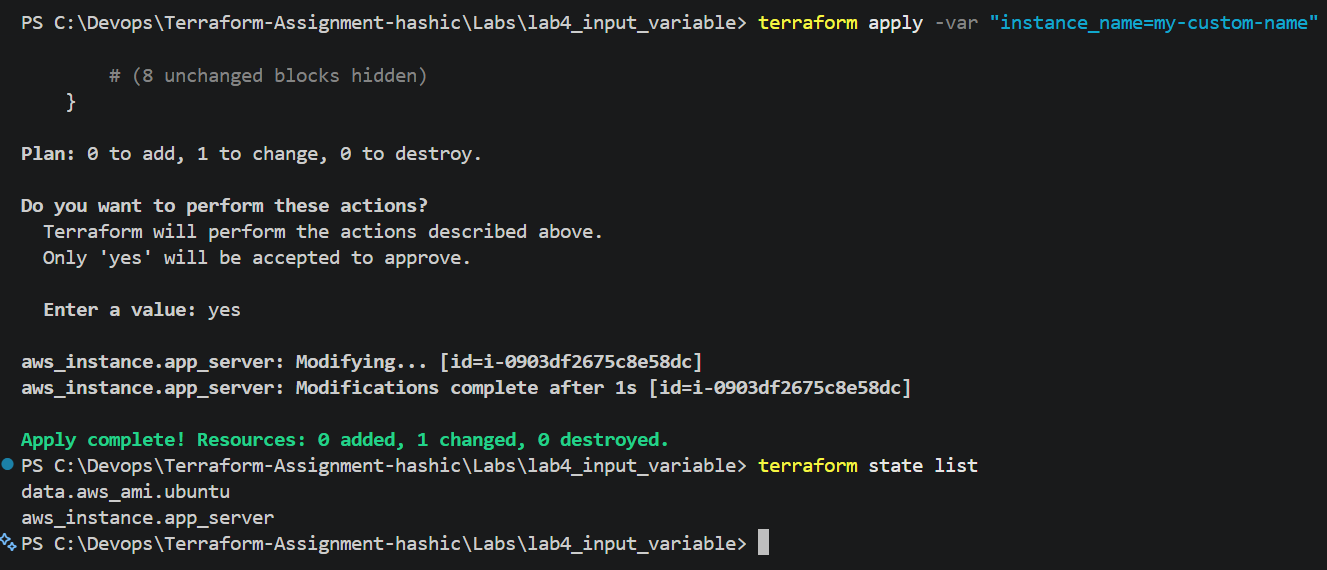 PS C:\Devops\Terraform-Assignment-hashic\Labs\lab4_input_variable> terraform apply -var "instance_name=my-custom-name"
# (8 unchanged blocks hidden)
}
Plan: 0 to add, 1 to change, 0 to destroy.
Do you want to perform these actions?
Terraform will perform the actions described above.
Only 'yes' will be accepted to approve.
Enter a value: yes
aws_instance.app_server: Modifying... [id=i-0903df2675c8e58dc]
aws_instance.app_server: Modifications complete after 1s [id=i-0903df2675c8e58dc]
Apply complete! Resources: 0 added, 1 changed, 0 destroyed.
PS C:\Devops\Terraform-Assignment-hashic\Labs\lab4_input_variable> terraform state list
data.aws_ami.ubuntu
aws_instance.app_server
PS C:\Devops\Terraform-Assignment-hashic\Labs\lab4_input_variable>